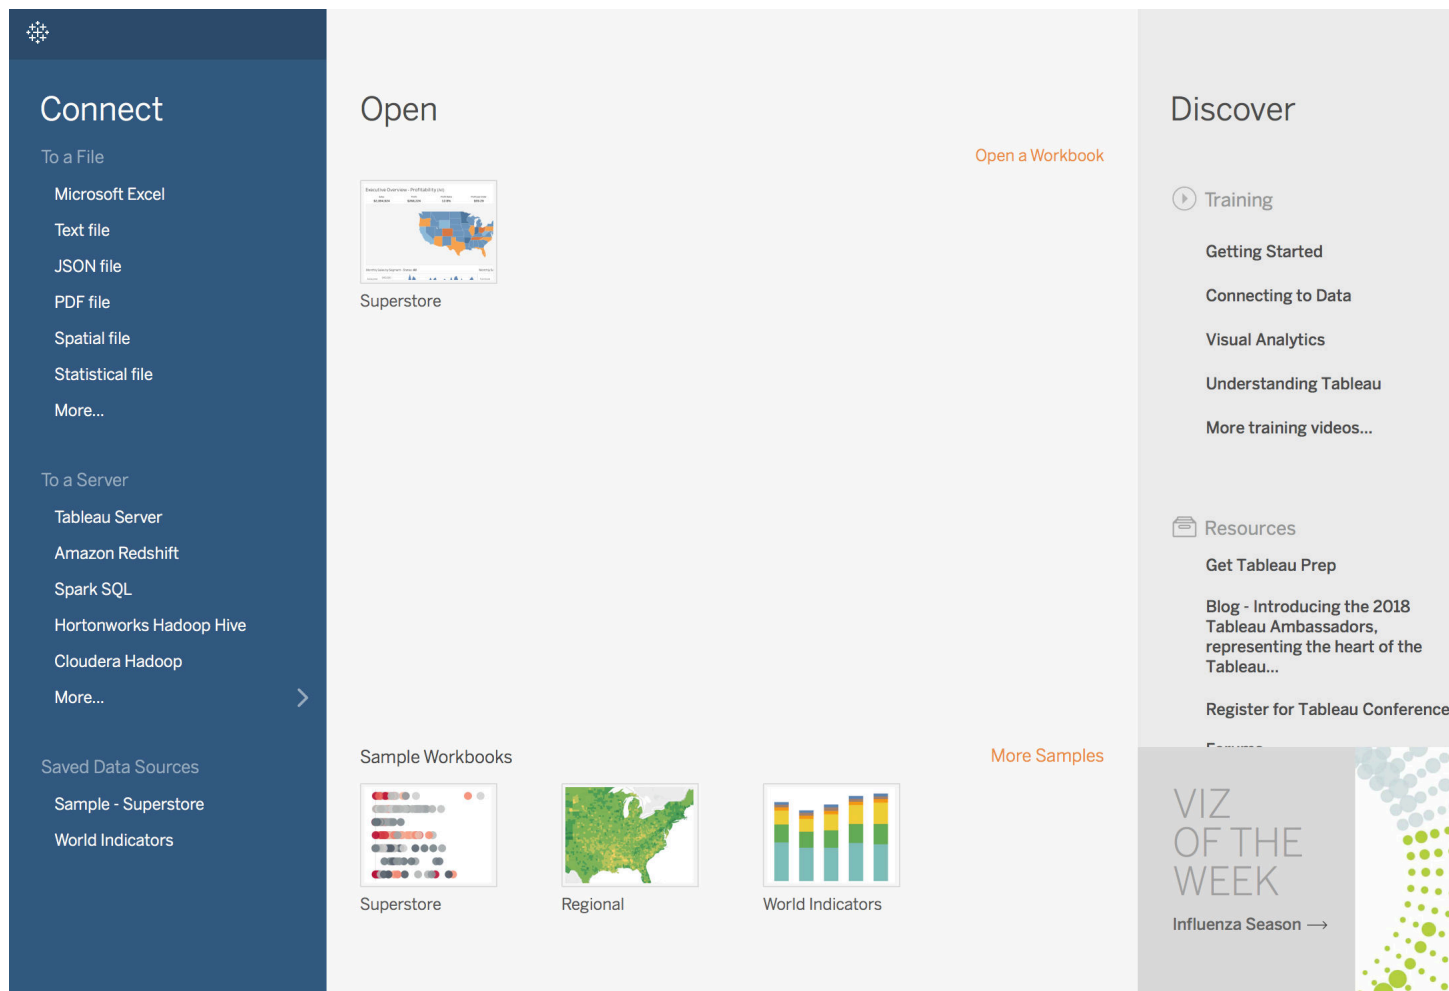 Connect
To a File
Microsoft Excel
Text file
JSON file
PDF file
Spatial file
Statistical file
More...
To a Server
Tableau Server
Amazon Redshift
Spark SQL
Hortonworks Hadoop Hive
Cloudera Hadoop
More...
Saved Data Sources
Sample - Superstore
World Indicators
Open
Open a Workbook
Executive Overview - Profitability
Superstore
Sample Workbooks
More Samples
Superstore
Regional
World Indicators
Discover
Training
Getting Started
Connecting to Data
Visual Analytics
Understanding Tableau
More training videos...
Resources
Get Tableau Prep
Blog - Introducing the 2018
Tableau Ambassadors,
representing the heart of the
Tableau...
Register for Tableau Conference
VIZ
OF THE
WEEK
Influenza Season →